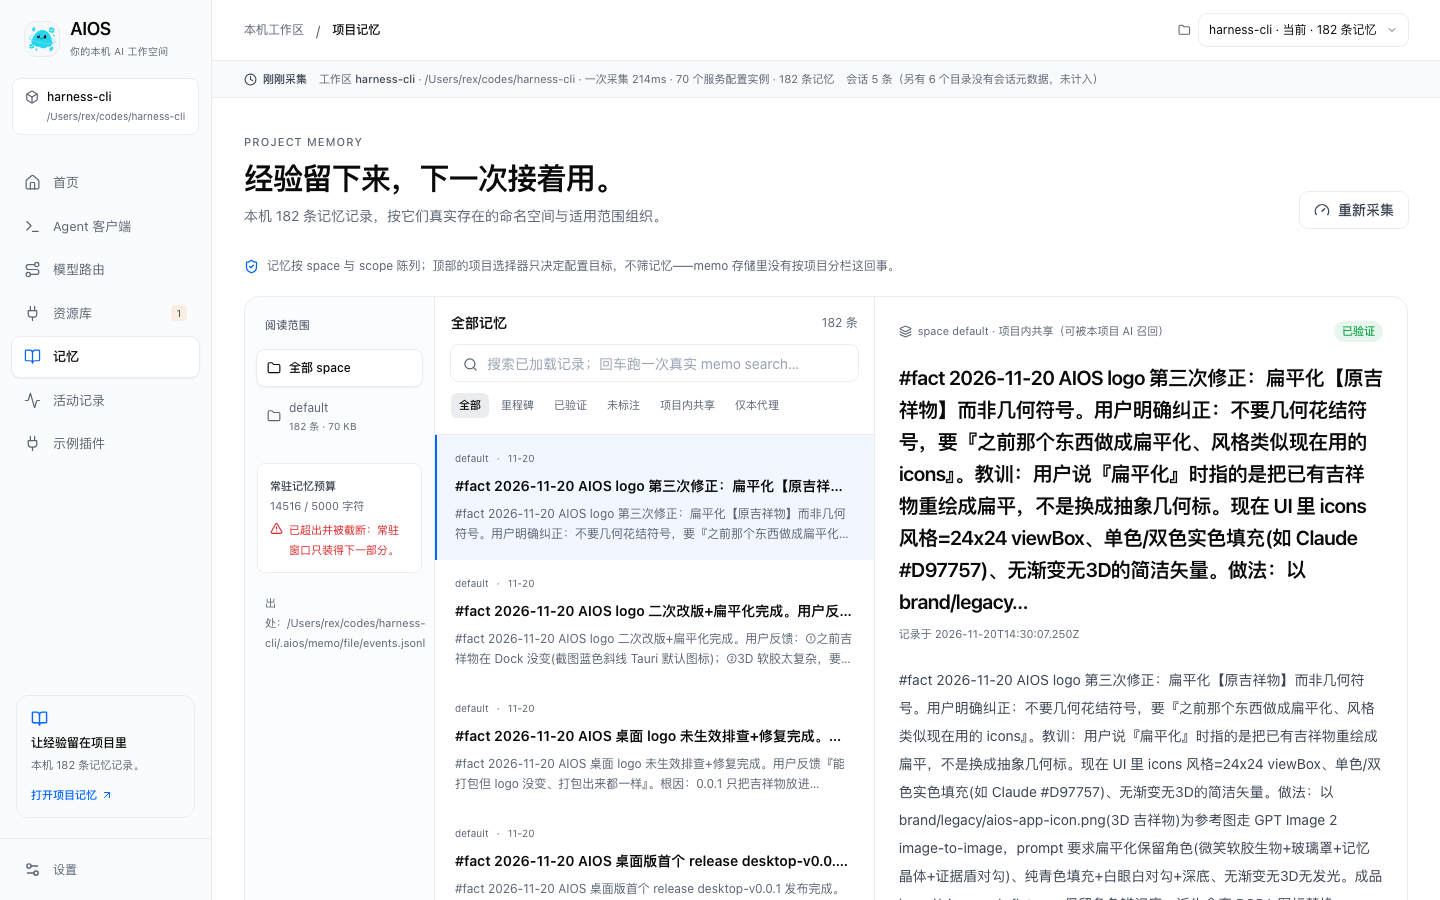 AIOS
你的本机 AI 工作空间
harness-cli
/Users/rex/codes/harness-cli
首页
Agent 客户端
模型路由
资源库
1
记忆
活动记录
示例插件
让经验留在项目里
本机 182 条记忆记录。
打开项目记忆
设置
本机工作区 / 项目记忆
harness-cli · 当前 · 182 条记忆
刚刚采集 工作区 harness-cli · /Users/rex/codes/harness-cli · 一次采集 214ms · 70 个服务配置实例 · 182 条记忆 会话 5 条（另有 6 个目录没有会话元数据，未计入）
PROJECT MEMORY
经验留下来，下一次接着用。
本机 182 条记忆记录，按它们真实存在的命名空间与适用范围组织。
重新采集
记忆按 space 与 scope 陈列；顶部的项目选择器只决定配置目标，不筛记忆——memo 存储里没有按项目分栏这回事。
阅读范围
全部 space
default
182 条 · 70 KB
常驻记忆预算
14516 / 5000 字符
已超出并被截断：常驻
窗口只装得下一部分。
出
处：/Users/rex/codes/harness-
cli/.aios/memo/file/events.jsonl
全部记忆
182 条
搜索已加载记录；回车跑一次真实 memo search...
全部 里程碑 已验证 未标注 项目内共享 仅本代理
default · 11-20
#fact 2026-11-20 AIOS logo 第三次修正：扁平化【原吉祥...
#fact 2026-11-20 AIOS logo 第三次修正：扁平化【原吉祥物】而非几何
符号。用户明确纠正：不要几何花结符号，要『之前那个东西做成扁平化...
default · 11-20
#fact 2026-11-20 AIOS logo 二次改版+扁平化完成。用户反...
#fact 2026-11-20 AIOS logo 二次改版+扁平化完成。用户反馈：①之前吉
祥物在 Dock 没变(截图蓝色斜线 Tauri 默认图标)；②3D 软胶太复杂，要...
default · 11-20
#fact 2026-11-20 AIOS 桌面 logo 未生效排查+修复完成。...
#fact 2026-11-20 AIOS 桌面 logo 未生效排查+修复完成。用户反馈『能
打包但 logo 没变、打包出来都一样』。根因：0.0.1 只把吉祥物放进...
default · 11-20
#fact 2026-11-20 AIOS 桌面版首个 release desktop-v0.0....
#fact 2026-11-20 AIOS 桌面版首个 release desktop-v0.0.1 发布完成。
space default · 项目内共享（可被本项目 AI 召回）
已验证
#fact 2026-11-20 AIOS logo 第三次修正：扁平化【原吉
祥物】而非几何符号。用户明确纠正：不要几何花结符
号，要『之前那个东西做成扁平化、风格类似现在用的
icons』。教训：用户说『扁平化』时指的是把已有吉祥
物重绘成扁平，不是换成抽象几何标。现在 UI 里 icons
风格=24x24 viewBox、单色/双色实色填充(如 Claude
#D97757)、无渐变无3D的简洁矢量。做法：以
brand/legacy...
记录于 2026-11-20T14:30:07.250Z
#fact 2026-11-20 AIOS logo 第三次修正：扁平化【原吉祥物】而非几何符
号。用户明确纠正：不要几何花结符号，要『之前那个东西做成扁平化、风格
类似现在用的 icons』。教训：用户说『扁平化』时指的是把已有吉祥物重绘成
扁平，不是换成抽象几何标。现在 UI 里 icons 风格=24x24 viewBox、单色/双
色实色填充(如 Claude #D97757)、无渐变无3D的简洁矢量。做法：以
brand/legacy/aios-app-icon.png(3D 吉祥物)为参考图走 GPT Image 2
image-to-image，prompt 要求扁平化保留角色(微笑软胶生物+玻璃罩+记忆
晶体+证据盾对勾)、纯青色填充+白眼白对勾+深底、无渐变无3D无发光。成品